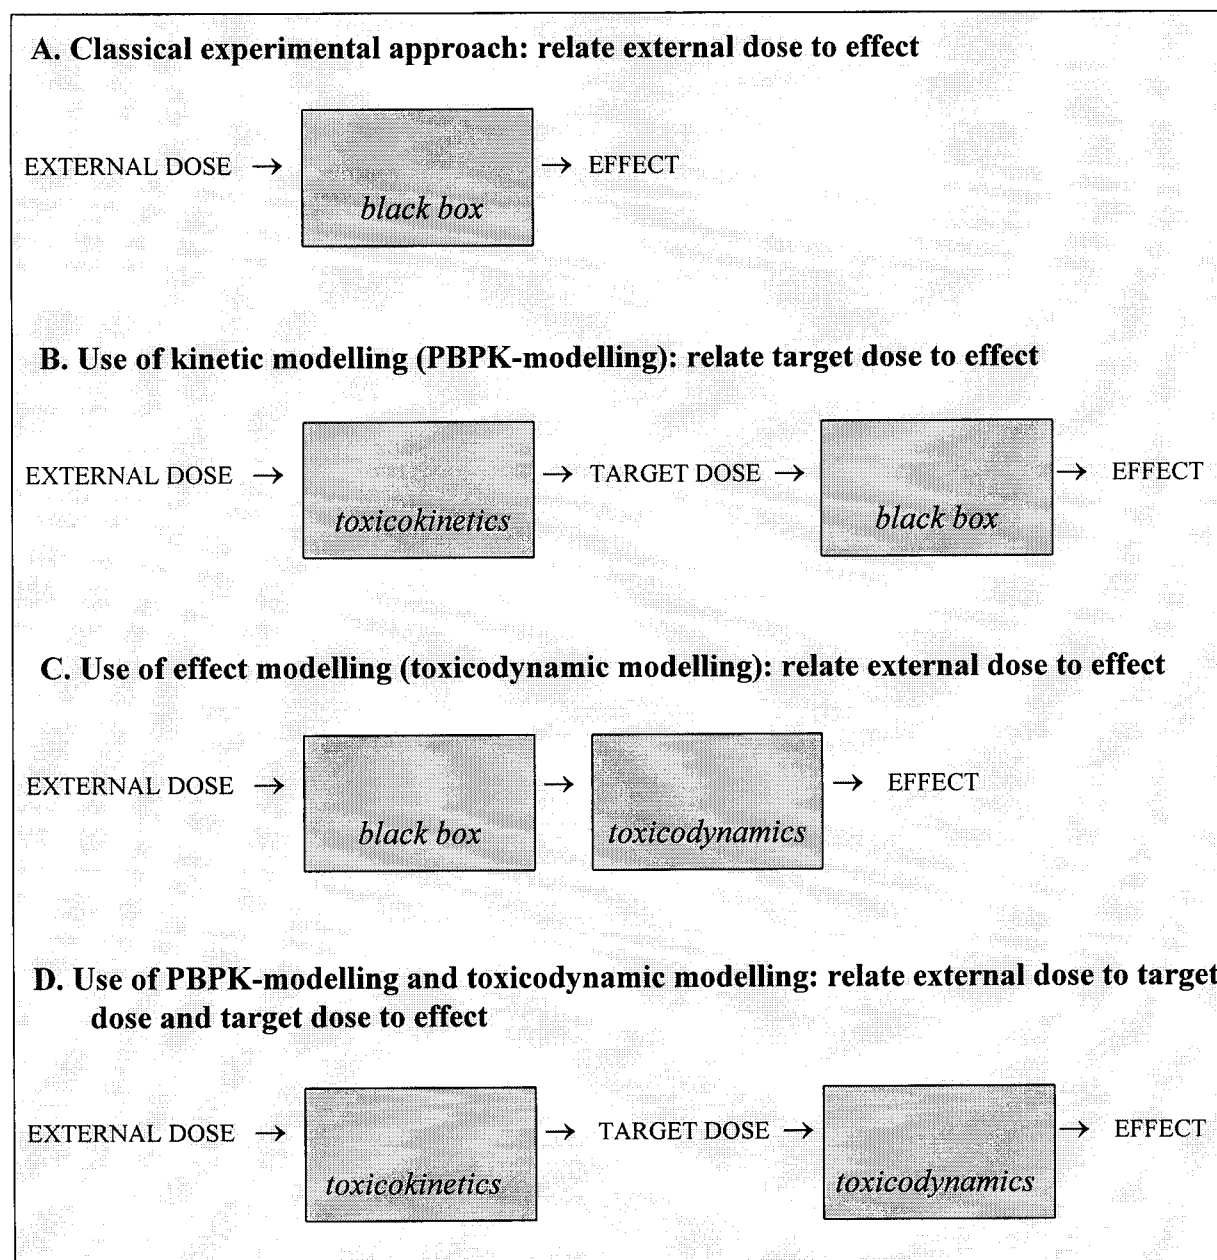 A. Classical experimental approach: relate external dose to effect
EXTERNAL DOSE → black box → EFFECT
B. Use of kinetic modelling (PBPK-modelling): relate target dose to effect
EXTERNAL DOSE → toxicokinetics → TARGET DOSE → black box → EFFECT
C. Use of effect modelling (toxicodynamic modelling): relate external dose to effect
EXTERNAL DOSE → black box → toxicodynamics → EFFECT
D. Use of PBPK-modelling and toxicodynamic modelling: relate external dose to target
dose and target dose to effect
EXTERNAL DOSE → toxicokinetics → TARGET DOSE → toxicodynamics → EFFECT